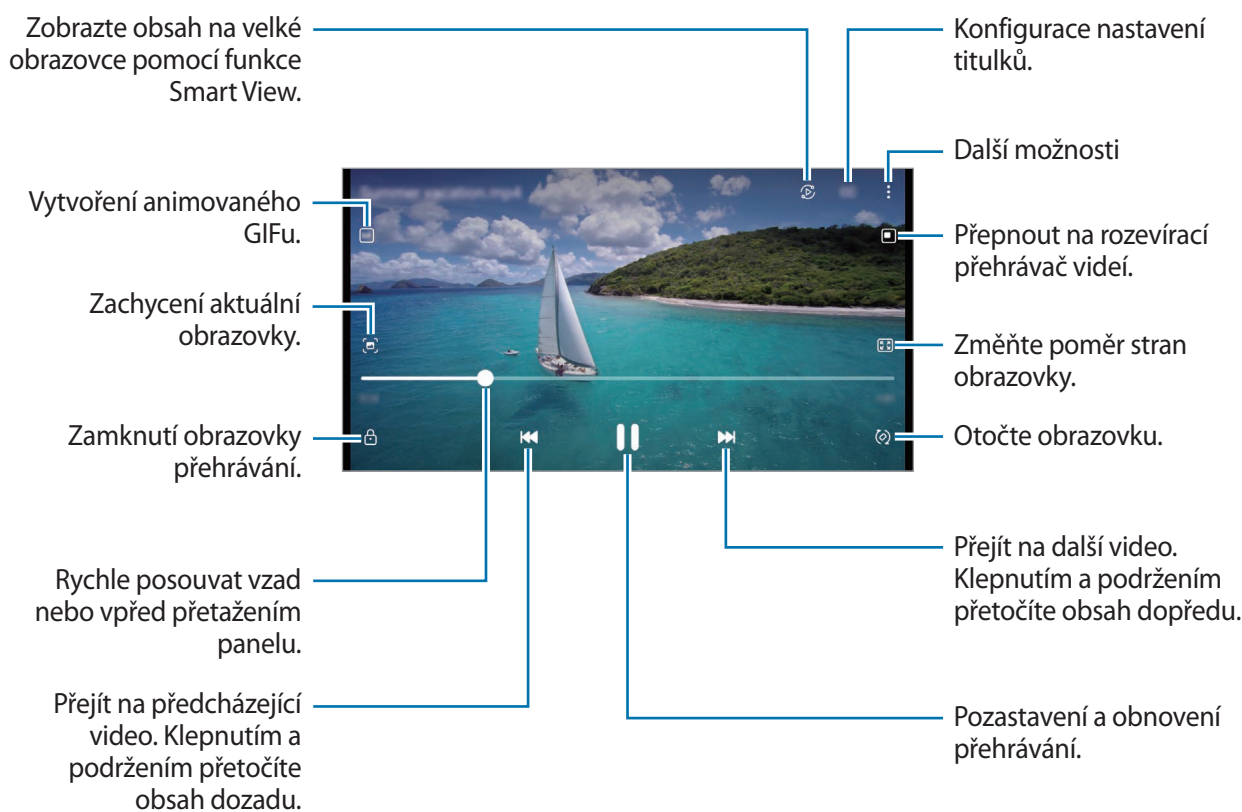 Zobrazte obsah na velké
obrazovce pomocí funkce
Smart View.
Konfigurace nastavení
titulků.
Další možnosti
Vytvoření animovaného
GIFu.
Přepnout na rozevírací
přehrávač videí.
Zachycení aktuální
obrazovky.
Změňte poměr stran
obrazovky.
Zamknutí obrazovky
přehrávání.
Otočte obrazovku.
Rychle posouvat vzad
nebo vpřed přetažením
panelu.
Přejít na další video.
Klepnutím a podržením
přetočíte obsah dopředu.
Přejít na předcházející
video. Klepnutím a
podržením přetočíte
obsah dozadu.
Pozastavení a obnovení
přehrávání.